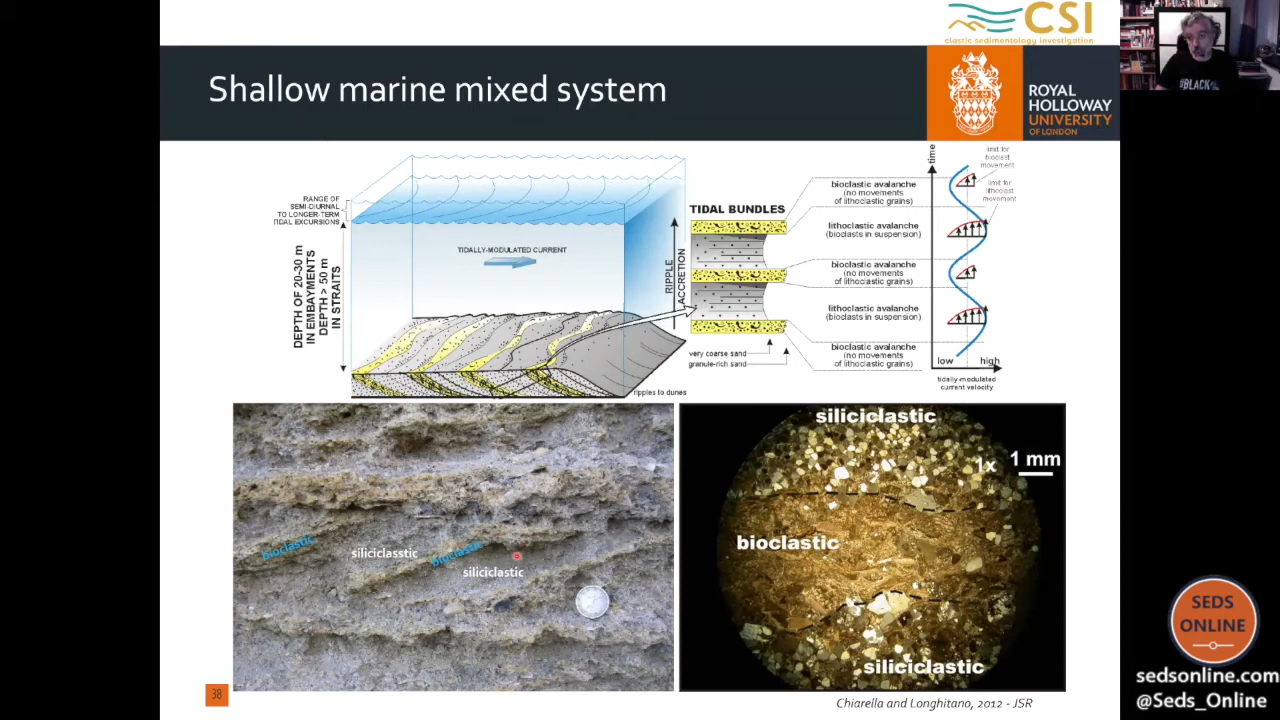 CSI
clastic sedimentology investigation
Shallow marine mixed system
ROYAL
HOLLOWAY
UNIVERSITY
OF LONDON
#BLACK
RANGE OF
SEMI-DIURNAL
TO LONGER-TERM
TIDAL EXCURSIONS
DEPTH OF 20-30 m
IN EMBAYMENTS
DEPTH > 50 m
IN STRAITS
TIDALLY-MODULATED CURRENT
ripples to dunes
RIPPLE
ACCRETION
TIDAL BUNDLES
very coarse sand
granule-rich sand
bioclastic avalanche
(no movements
of lithoclastic grains)
lithoclastic avalanche
(bioclasts in suspension)
bioclastic avalanche
(no movements
of lithoclastic grains)
lithoclastic avalanche
(bioclasts in suspension)
bioclastic avalanche
(no movements
of lithoclastic grains)
time
limit for
bioclast
movement
limit for
lithoclast
movement
low high
tidally-modulated
current velocity
bioclastic
siliciclasstic
bioclastic
siliciclastic
siliciclastic
1x 1 mm
bioclastic
siliciclastic
38
Chiarella and Longhitano, 2012 - JSR
SEDS
ONLINE
sedsonline.com
@Seds_Online